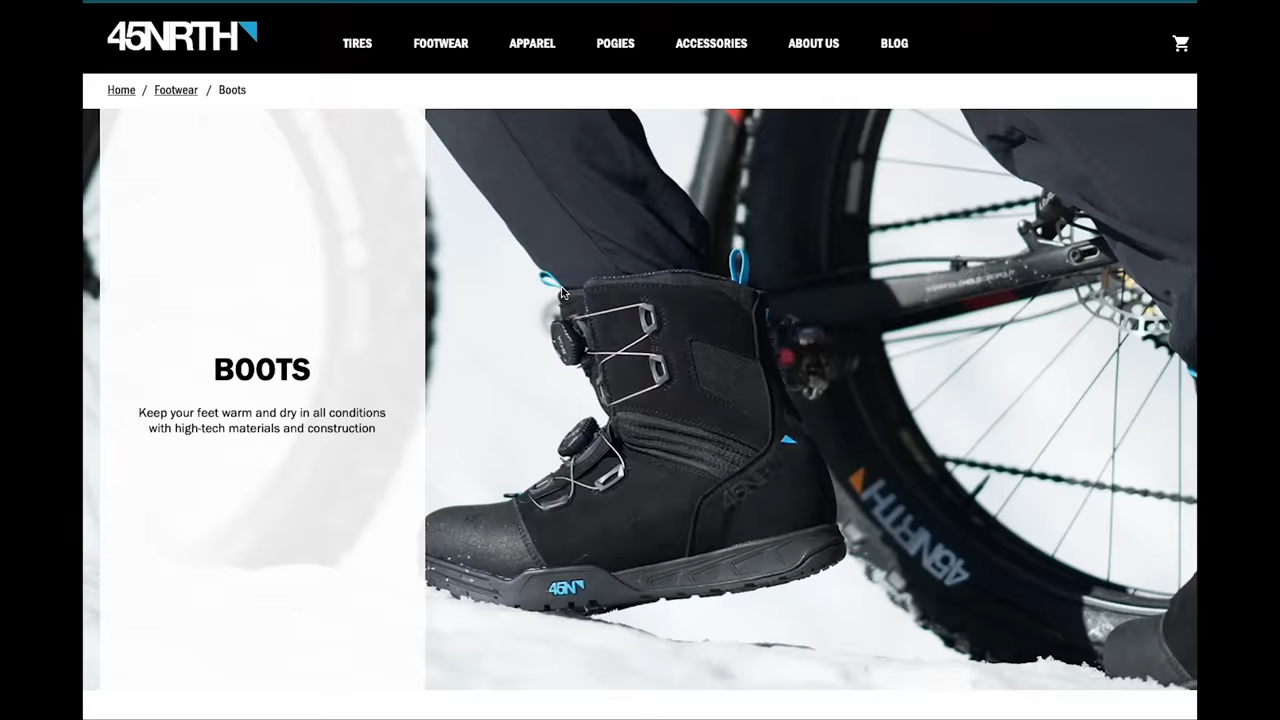 45NRTH
TIRES
FOOTWEAR
APPAREL
POGIES
ACCESSORIES
ABOUT US
BLOG
Home / Footwear / Boots
BOOTS
Keep your feet warm and dry in all conditions
with high-tech materials and construction
45NRTH
45N
45NRTH